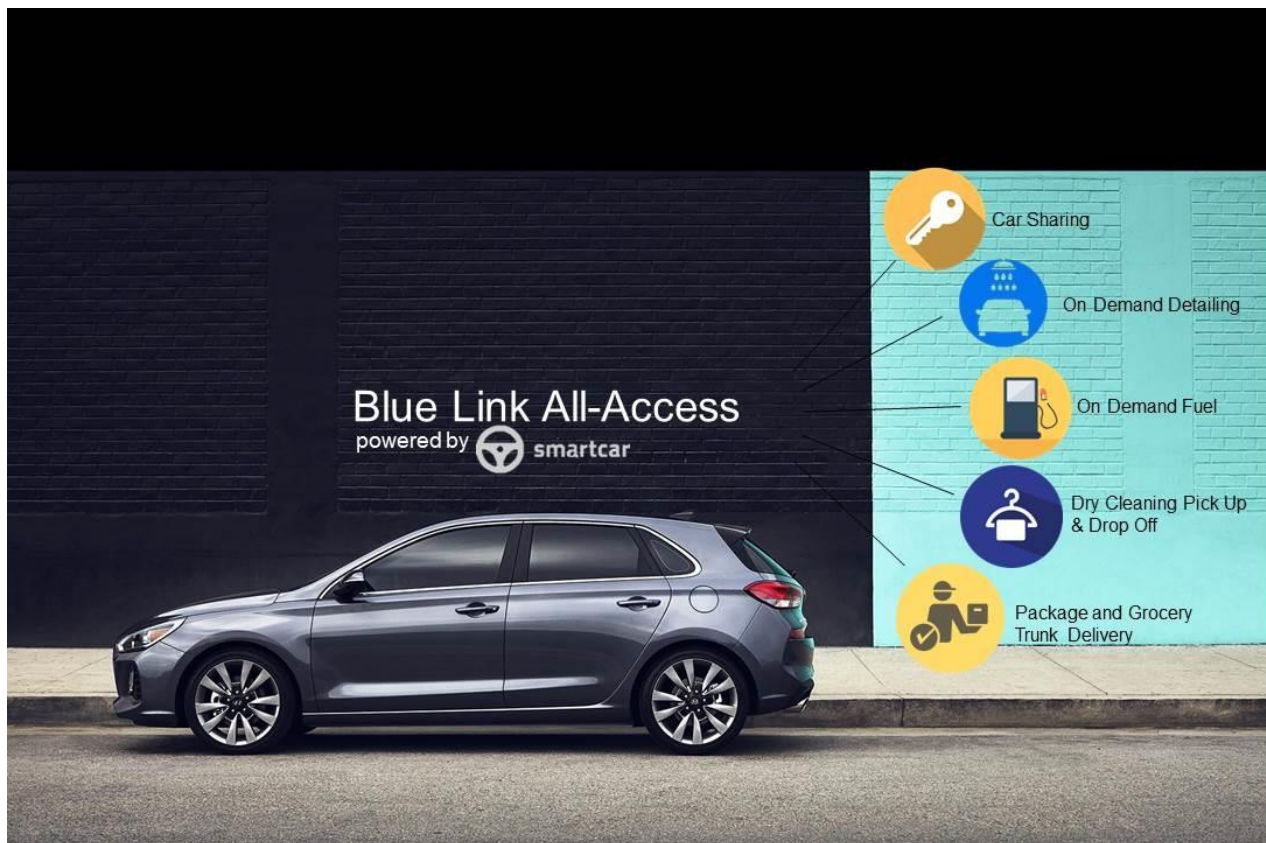 Blue Link All-Access
powered by smartcar
Car Sharing
On Demand Detailing
On Demand Fuel
Dry Cleaning Pick Up
& Drop Off
Package and Grocery
Trunk Delivery